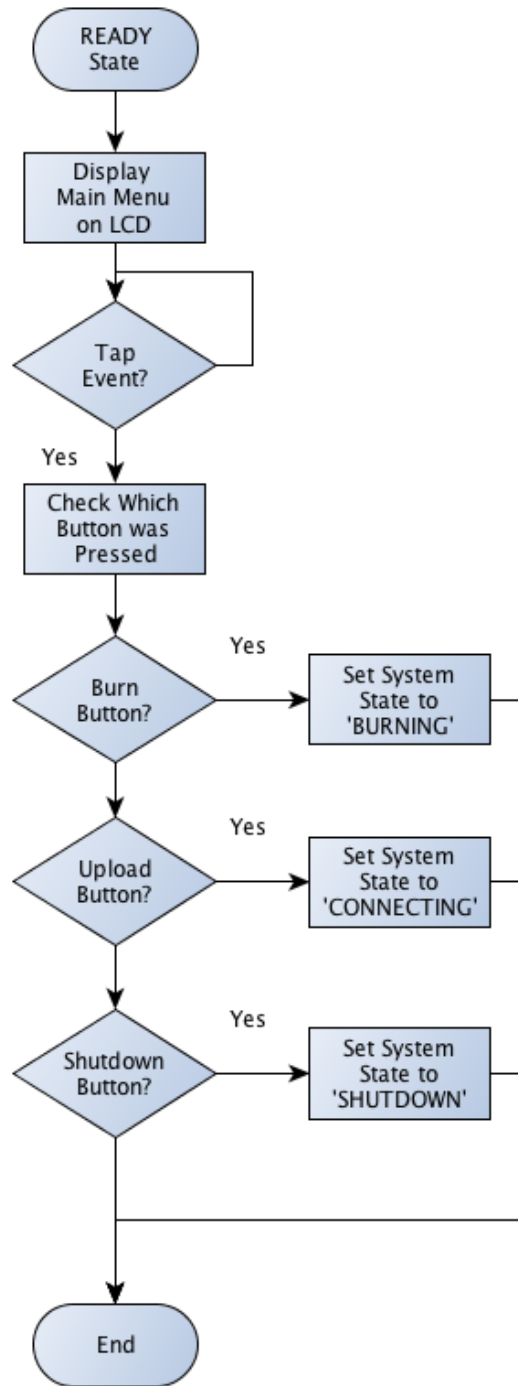 READY
State
Display
Main Menu
on LCD
Tap
Event?
Yes
Check Which
Button was
Pressed
Burn
Button?
Yes
Set System
State to
'BURNING'
Upload
Button?
Yes
Set System
State to
'CONNECTING'
Shutdown
Button?
Yes
Set System
State to
'SHUTDOWN'
End